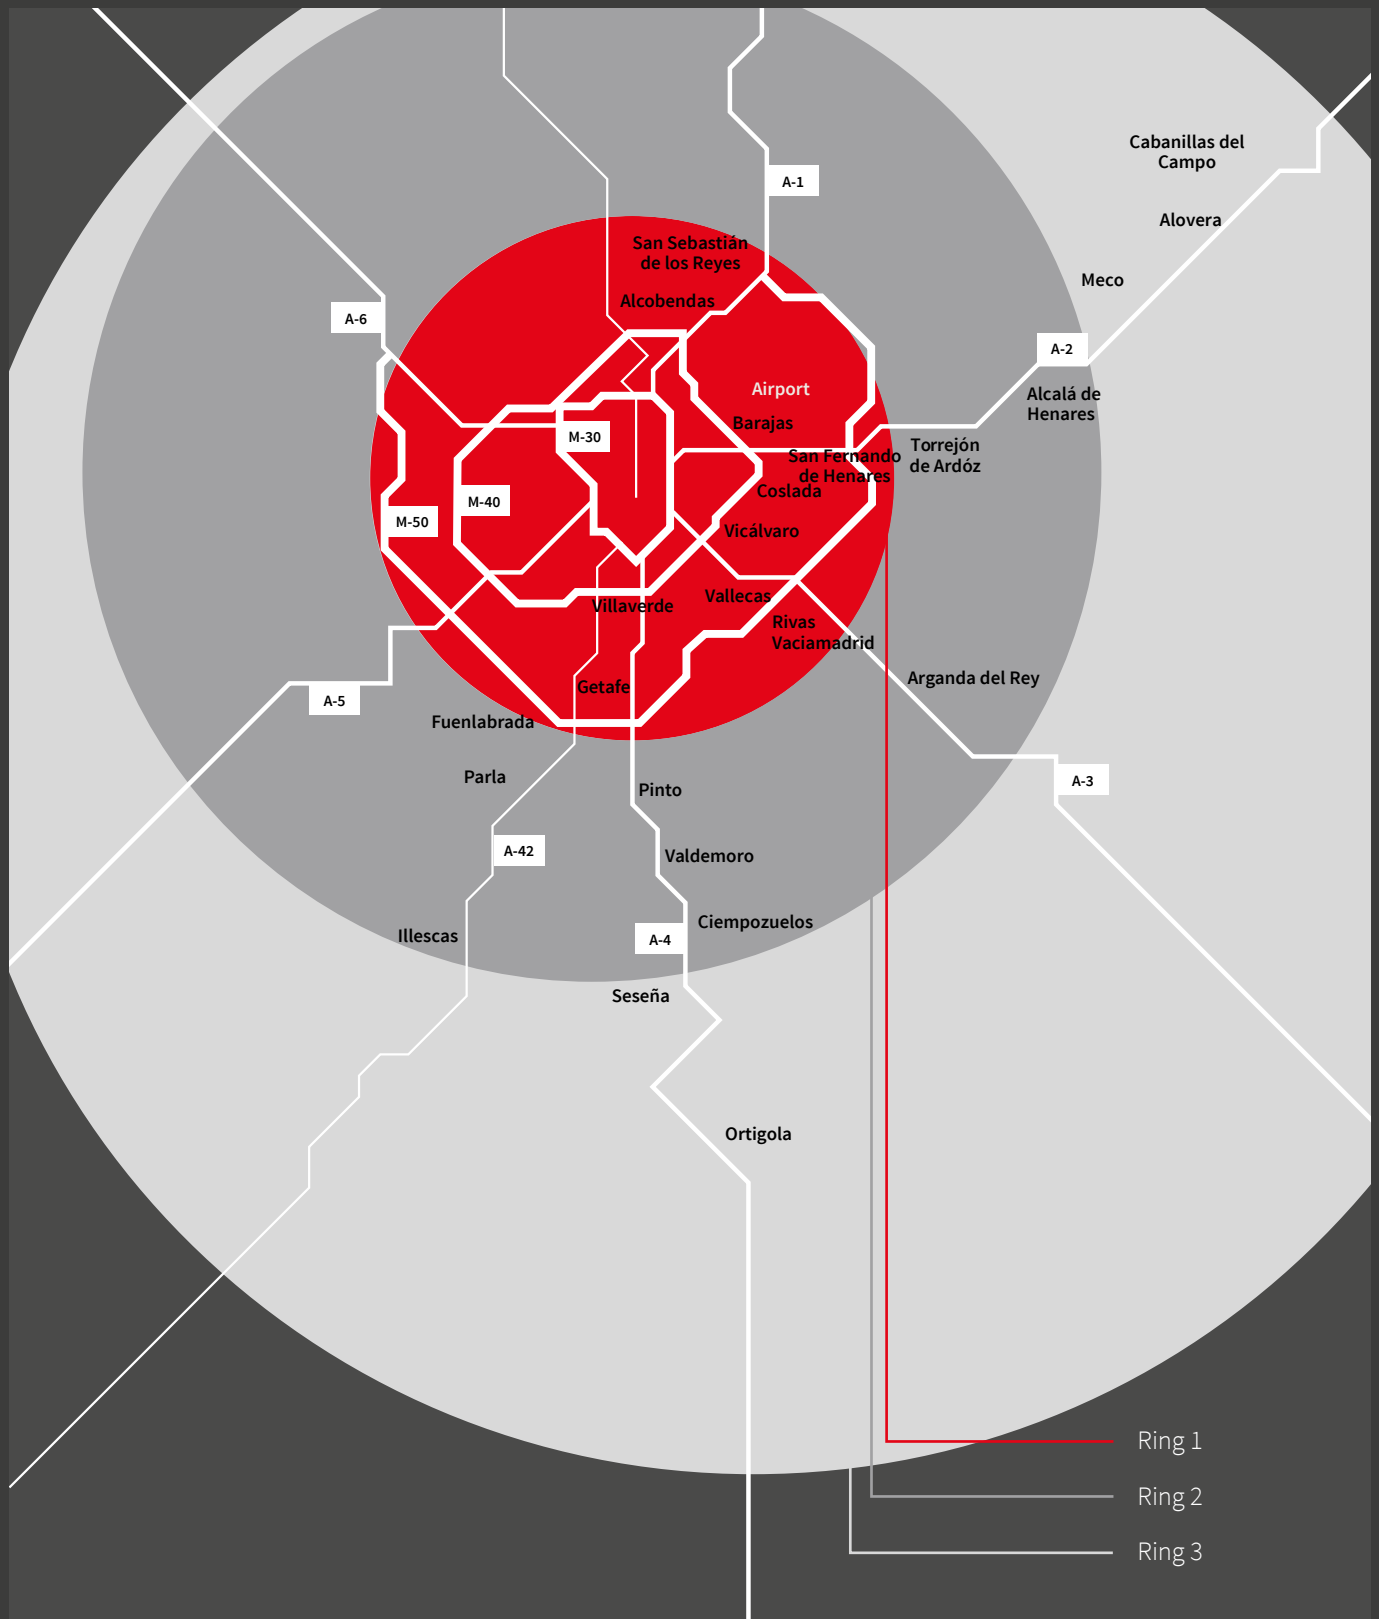 Cabanillas del
Campo
A-1
Alovera
San Sebastián
de los Reyes
Meco
Alcobendas
A-6
A-2
Airport
Alcalá de
Henares
Barajas
M-30
Torrejón
de Ardóz
San Fernando
de Henares
Coslada
M-40
M-50
Vicálvaro
Vallecas
Villaverde
Rivas
Vaciamadrid
Arganda del Rey
Getafe
A-5
Fuenlabrada
Parla
A-3
Pinto
A-42
Valdemoro
Ciempozuelos
Illescas
A-4
Seseña
Ortigola
Ring 1
Ring 2
Ring 3